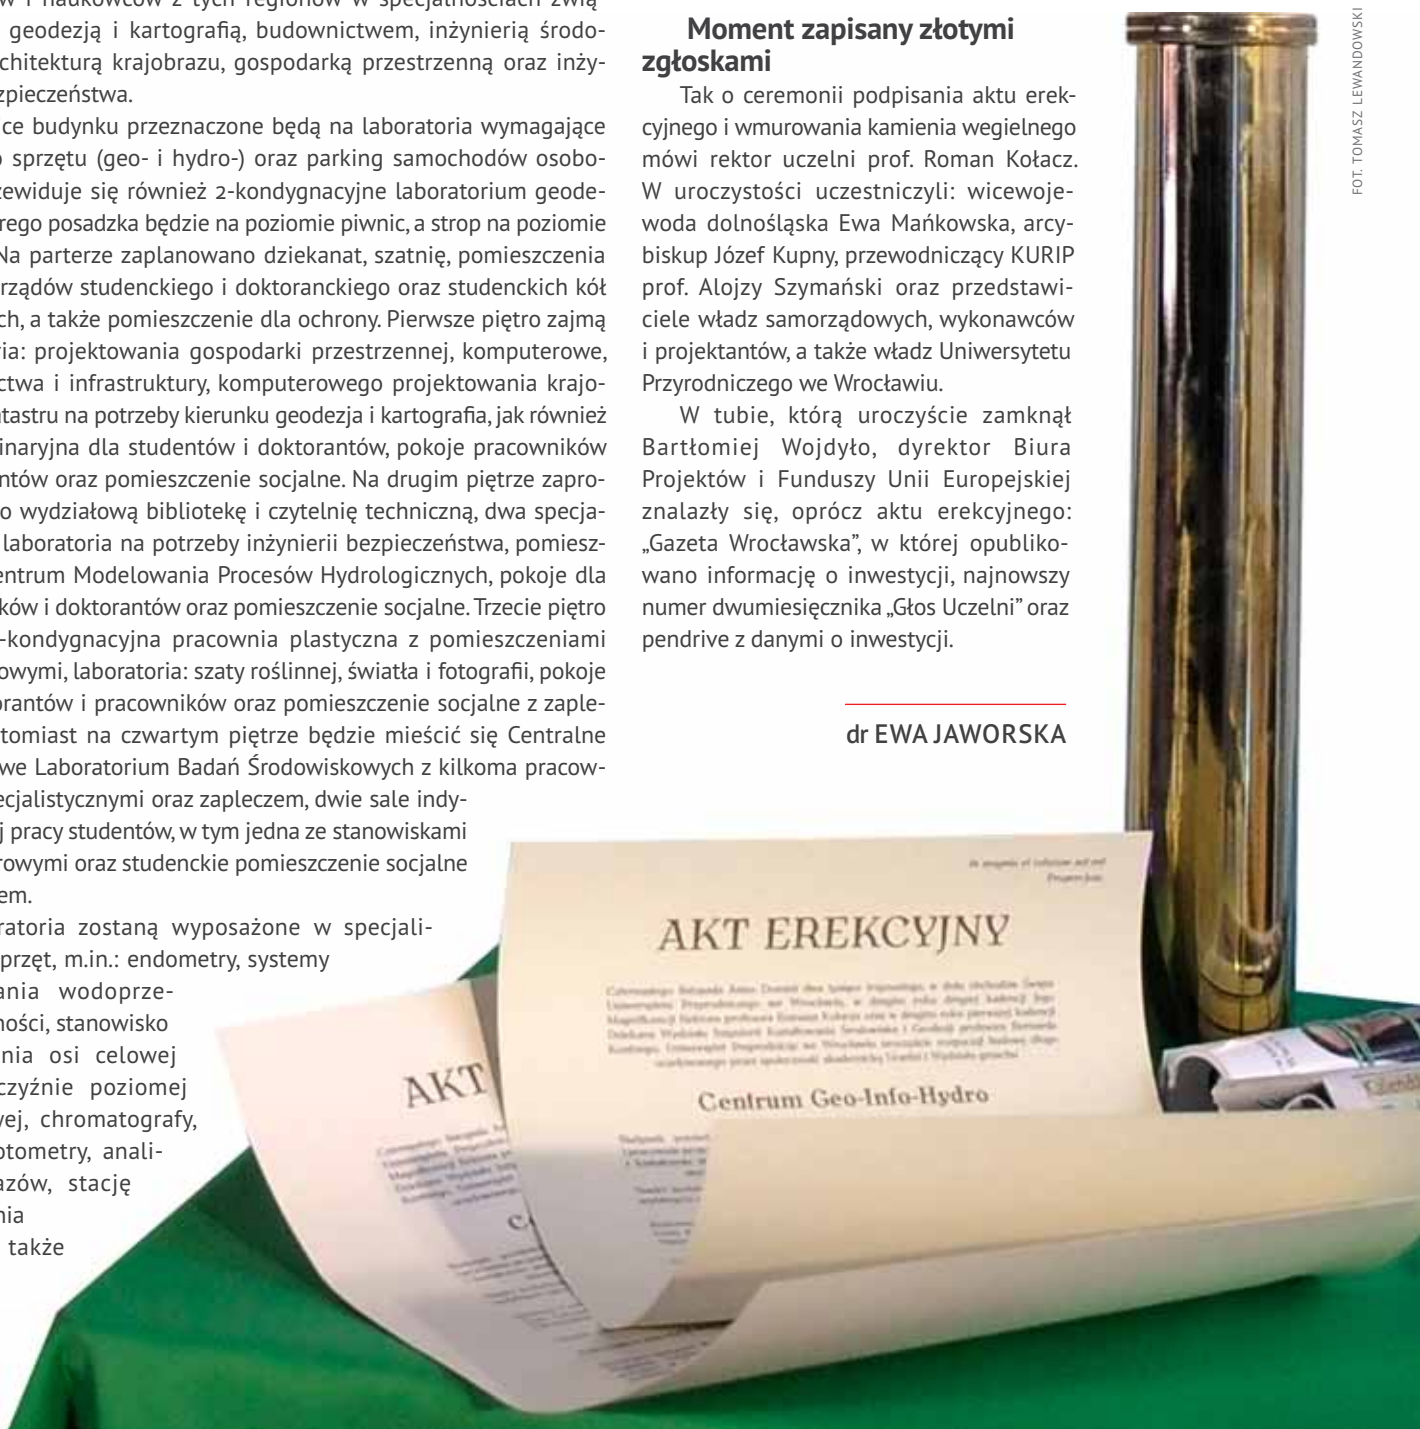 w i naukowców z tych regionów w specjalnościach zwią-
geodezją i kartografią, budownictwem, inżynierią środo-
chitekturą krajobrazu, gospodarką przestrzenną oraz inży-
zpieczeństwa.
ice budynku przeznaczone będą na laboratoria wymagające
o sprzętu (geo- i hydro-) oraz parking samochodów osobo-
zewiduje się również 2-kondygnacyjne laboratorium geode-
rego posadzka będzie na poziomie piwnic, a strop na poziomie
Na parterze zaplanowano dziekanat, szatnię, pomieszczenia
rządów studenckiego i doktoranckiego oraz studenckich kół
ch, a także pomieszczenie dla ochrony. Pierwsze piętro zajmą
ria: projektowania gospodarki przestrzennej, komputerowe,
ctwa i infrastruktury, komputerowego projektowania krajo-
atastru na potrzeby kierunku geodezja i kartografia, jak również
inaryjna dla studentów i doktorantów, pokoje pracowników
ntów oraz pomieszczenie socjalne. Na drugim piętrze zapro-
o wydziałową bibliotekę i czytelnię techniczną, dwa specja-
laboratoria na potrzeby inżynierii bezpieczeństwa, pomiesz-
entrum Modelowania Procesów Hydrologicznych, pokoje dla
ków i doktorantów oraz pomieszczenie socjalne. Trzecie piętro
-kondygnacyjna pracownia plastyczna z pomieszczeniami
owymi, laboratoria: szaty roślinnej, światła i fotografii, pokoje
orantów i pracowników oraz pomieszczenie socjalne z zaple-
tomiast na czwartym piętrze będzie mieścić się Centralne
we Laboratorium Badań Środowiskowych z kilkoma pracow-
ecjalistycznymi oraz zapleczem, dwie sale indy-
j pracy studentów, w tym jedna ze stanowiskami
rowymi oraz studenckie pomieszczenie socjalne
em.
ratoria zostaną wyposażone w specjali-
przęt, m.in.: endometry, systemy
ania wodoprze-
ności, stanowisko
nia osi celowej
czyźnie poziomej
wej, chromatografy,
otometry, anali-
azów, stację
nia
także
Moment zapisany złotymi
zgłoskami
Tak o ceremonii podpisania aktu erek-
cyjnego i wmurowania kamienia wegielnego
mówi rektor uczelni prof. Roman Kołacz.
W uroczystości uczestniczyli: wicewoje-
woda dolnośląska Ewa Mańkowska, arcy-
biskup Józef Kupny, przewodniczący KURIP
prof. Alojzy Szymański oraz przedstawi-
ciele władz samorządowych, wykonawców
i projektantów, a także władz Uniwersytetu
Przyrodniczego we Wrocławiu.
W tubie, którą uroczyście zamknął
Bartłomiej Wojdyło, dyrektor Biura
Projektów i Funduszy Unii Europejskiej
znalazły się, oprócz aktu erekcyjnego:
„Gazeta Wrocławska”, w której opubliko-
wano informację o inwestycji, najnowszy
numer dwumiesięcznika „Głos Uczelni” oraz
pendrive z danymi o inwestycji.
dr EWA JAWORSKA
FOT. TOMASZ LEWANDOWSKI
AKT EREKCYJNY
Centrum Geo-Info-Hydro
AKT